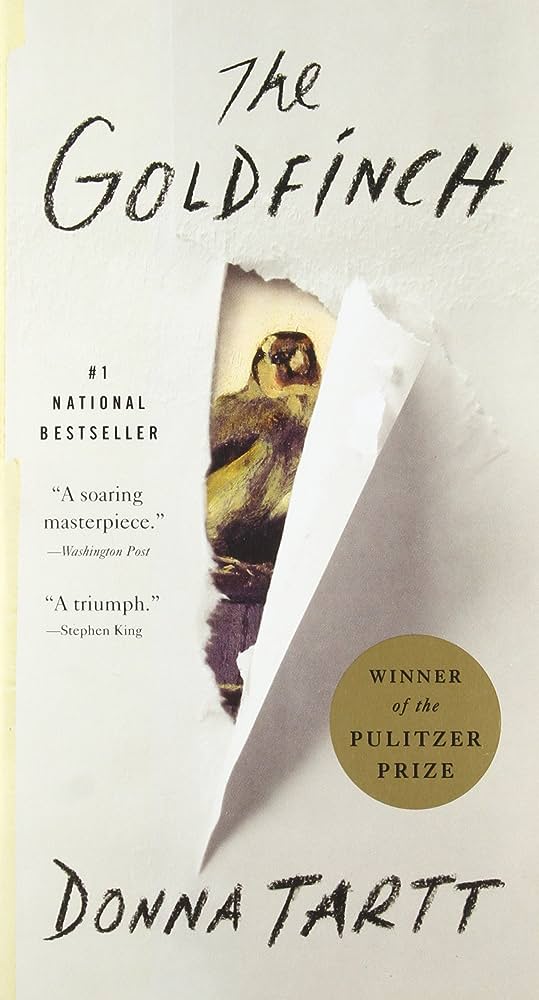 The
GOLDFINCH
#1
NATIONAL
BESTSELLER
“A soaring
masterpiece.”
—Washington Post
“A triumph.”
—Stephen King
WINNER
of the
PULITZER
PRIZE
DONNA TARTT